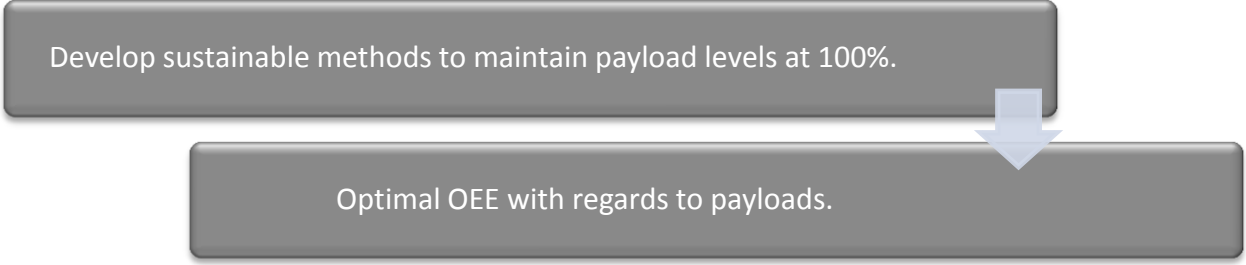 Develop sustainable methods to maintain payload levels at 100%.
Optimal OEE with regards to payloads.